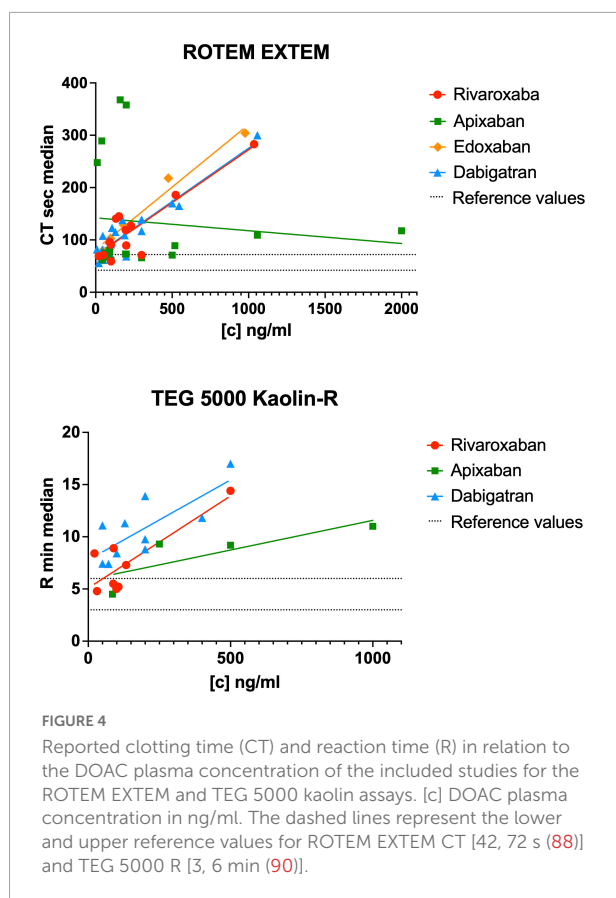 ROTEM EXTEM
400
300
200
100
0
CT sec median
0 500 1000 1500 2000
[c] ng/ml
Rivaroxaba
Apixaban
Edoxaban
Dabigatran
Reference values
TEG 5000 Kaolin-R
20
15
10
5
0
R min median
0 500 1000
[c] ng/ml
Rivaroxaban
Apixaban
Dabigatran
Reference values
FIGURE 4
Reported clotting time (CT) and reaction time (R) in relation to
the DOAC plasma concentration of the included studies for the
ROTEM EXTEM and TEG 5000 kaolin assays. [c] DOAC plasma
concentration in ng/ml. The dashed lines represent the lower
and upper reference values for ROTEM EXTEM CT [42, 72 s (88)]
and TEG 5000 R [3, 6 min (90)].